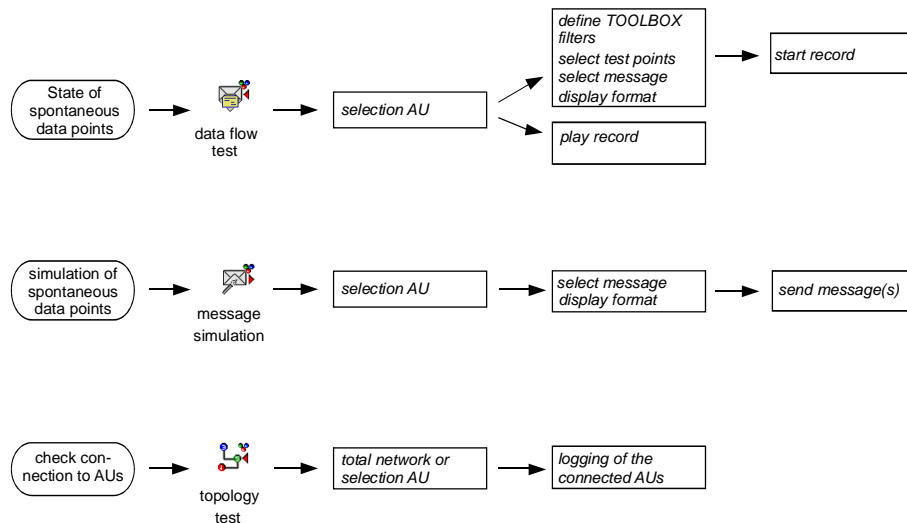 State of
spontaneous
data points
data flow
test
selection AU
define TOOLBOX
filters
select test points
select message
display format
start record
play record
simulation of
spontaneous
data points
message
simulation
selection AU
select message
display format
send message(s)
check con-
nection to AUs
topology
test
total network or
selection AU
logging of the
connected AUs